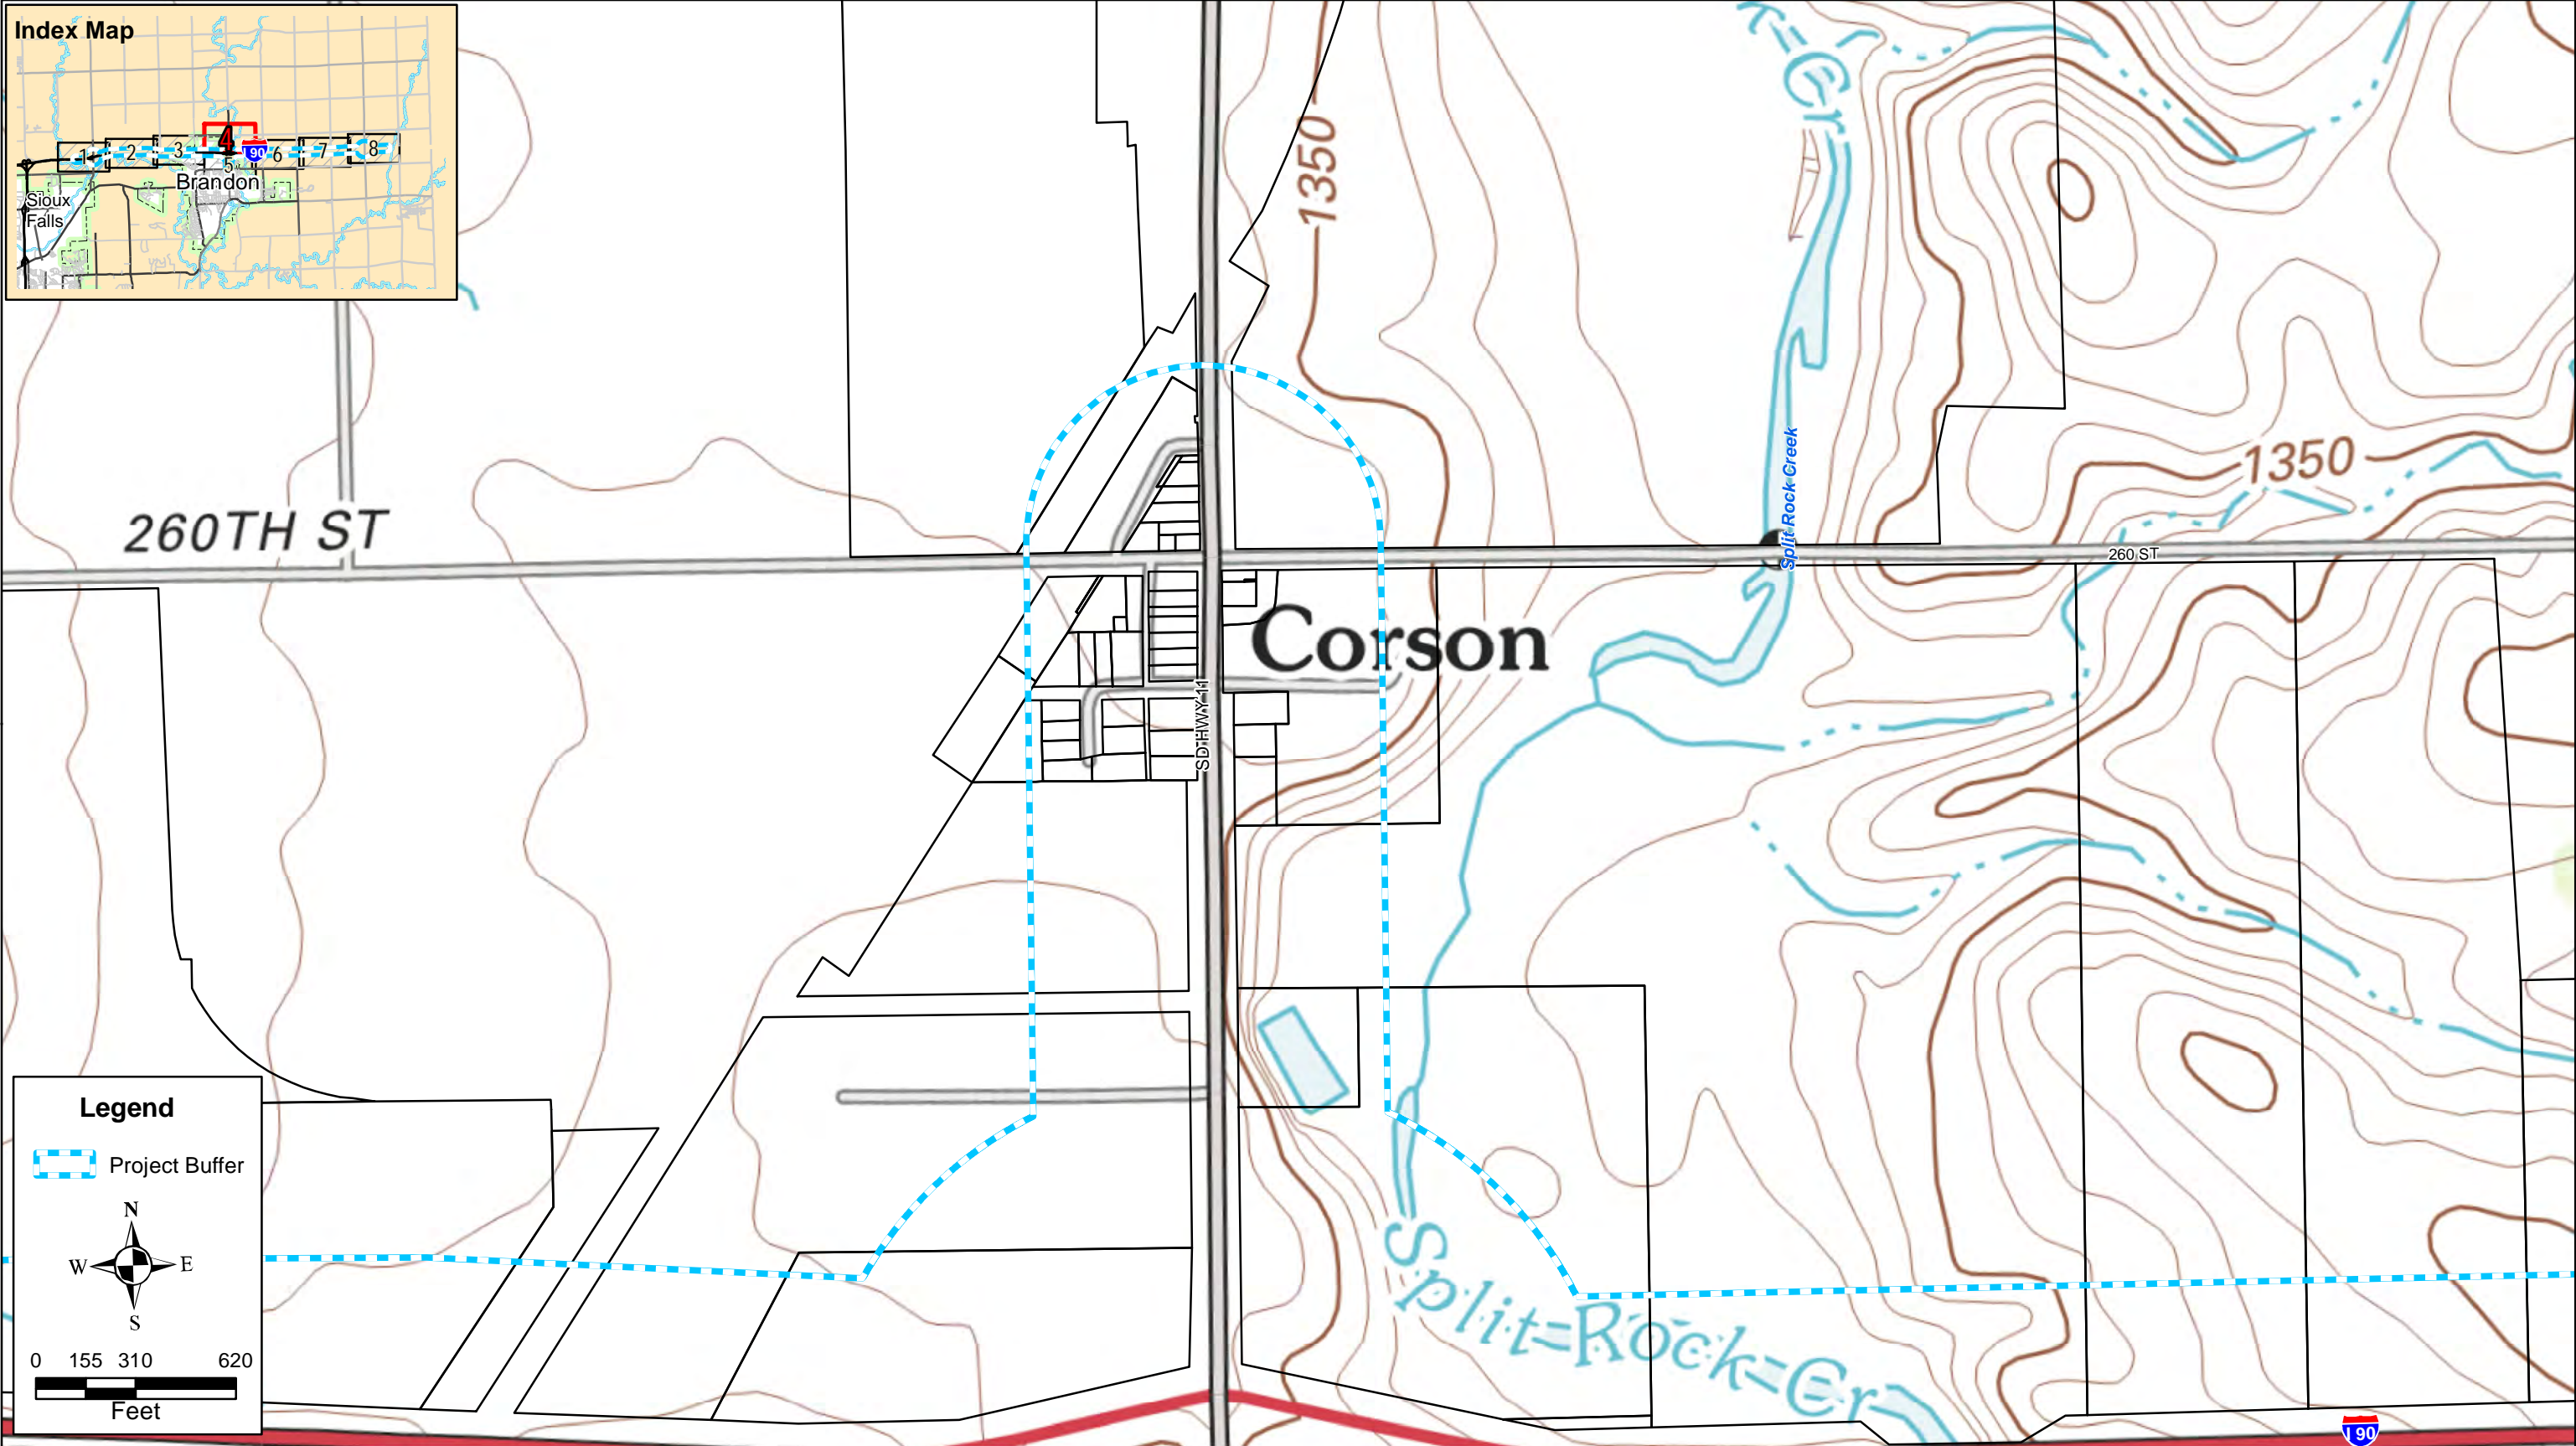 Index Map
1
2
3
4
I 90
5
6
7
8
Brandon
Sioux
Falls
k Cr
1350
Split Rock Creek
1350
260TH ST
260 ST
Corson
SD HWY 11
Legend
Project Buffer
N
W
E
S
0 155 310 620
Feet
Split Rock Cr
I 90